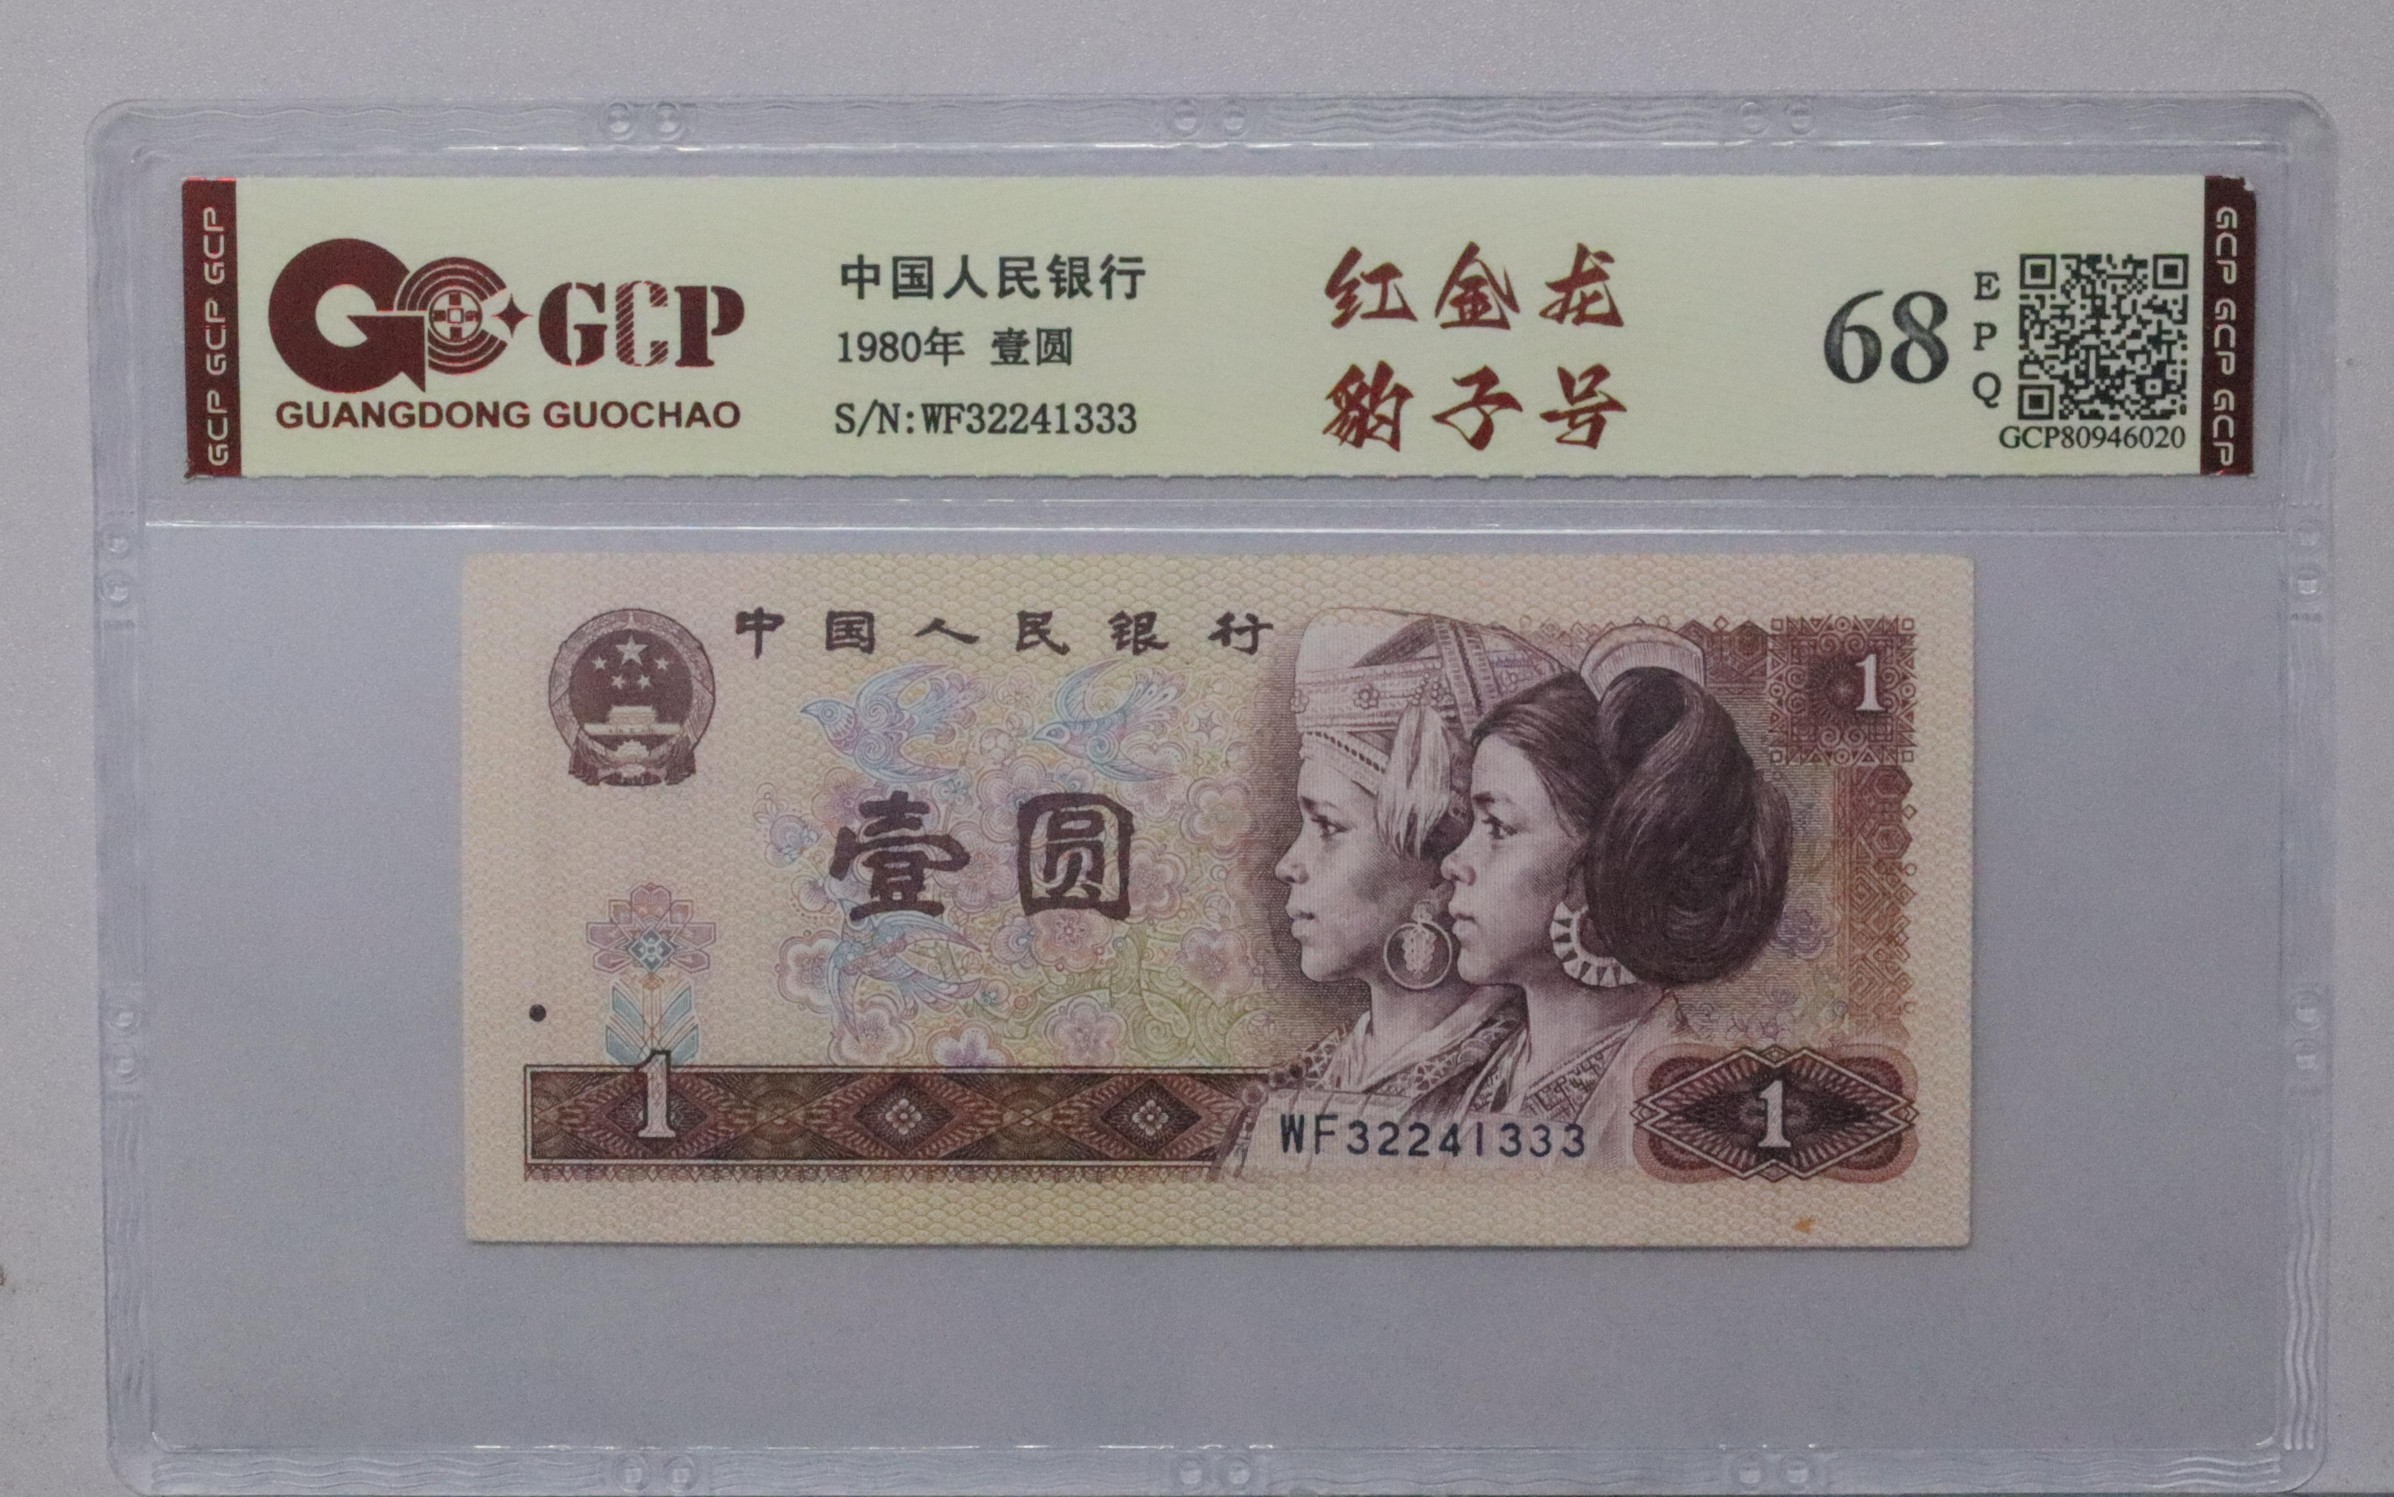 GCP GCP GCP
GCP
GUANGDONG GUOCHAO
中国人民银行
1980年 壹圆
S/N:WF32241333
红金龙
豹子号
68
EPQ
GCP80946020
GCP GCP GCP
中国人民银行
1
壹圆
1
WF32241333
1